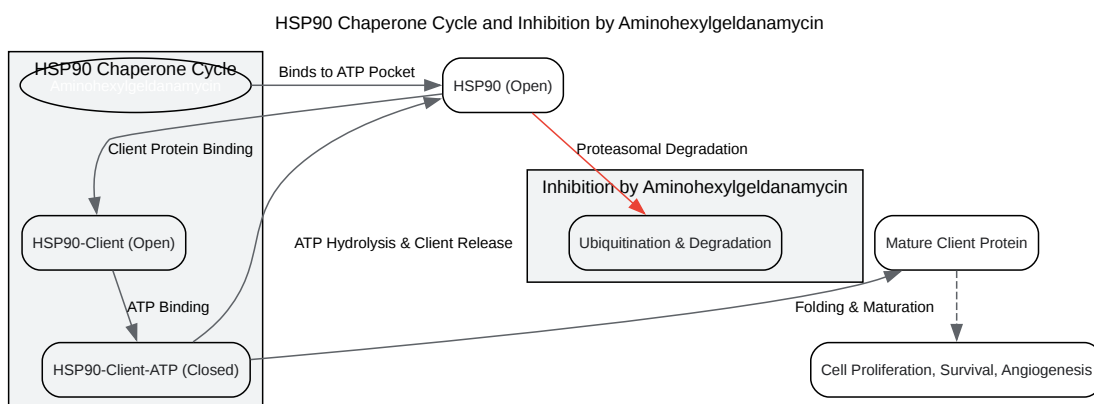 HSP90 Chaperone Cycle and Inhibition by Aminohexylgeldanamycin
HSP90 Chaperone Cycle
Aminohexylgeldanamycin
Binds to ATP Pocket
HSP90 (Open)
Client Protein Binding
Proteasomal Degradation
Inhibition by Aminohexylgeldanamycin
HSP90-Client (Open)
ATP Hydrolysis & Client Release
Ubiquitination & Degradation
Mature Client Protein
ATP Binding
Folding & Maturation
HSP90-Client-ATP (Closed)
Cell Proliferation, Survival, Angiogenesis